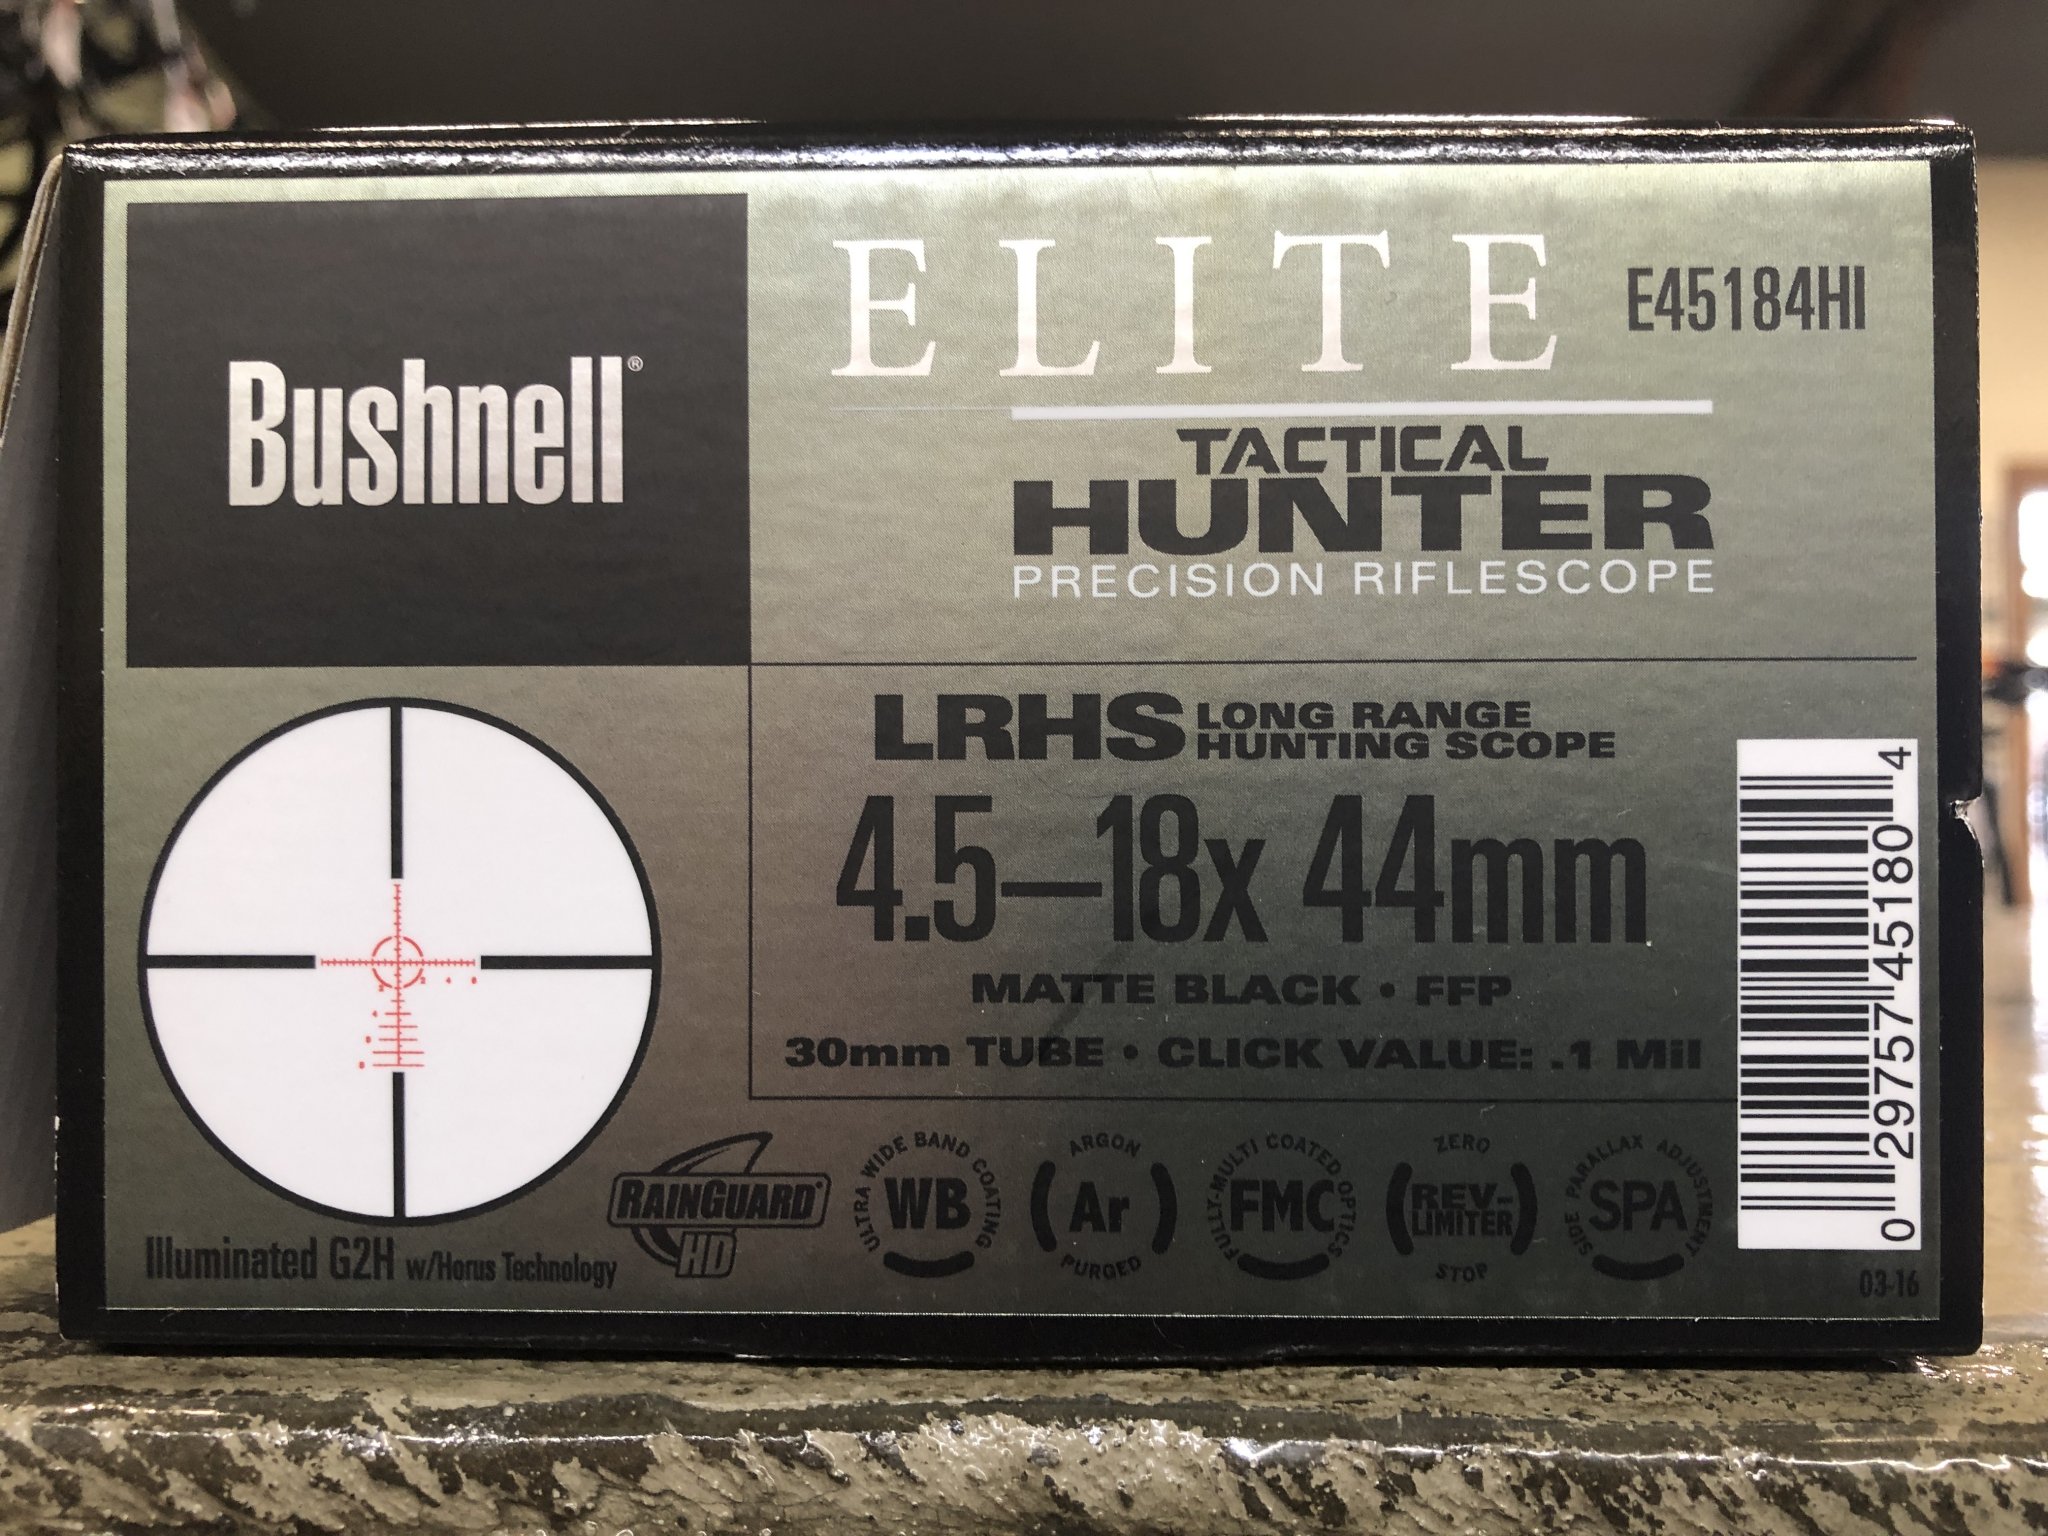 Bushnell®
ELITE
E45184HI
TACTICAL
HUNTER
PRECISION RIFLESCOPE
LRHS LONG RANGE
HUNTING SCOPE
4.5–18x 44mm
MATTE BLACK • FFP
30mm TUBE • CLICK VALUE: .1 Mil
Illuminated G2H w/Horus Technology
RAINGUARD®
HD
ULTRA WIDE BAND COATING
WB
ARGON
Ar
PURGED
FULLY-MULTI COATED OPTICS
FMC
ZERO
REV-
LIMITER
STOP
SIDE PARALLAX ADJUSTMENT
SPA
0 29757 45180 4
03-16